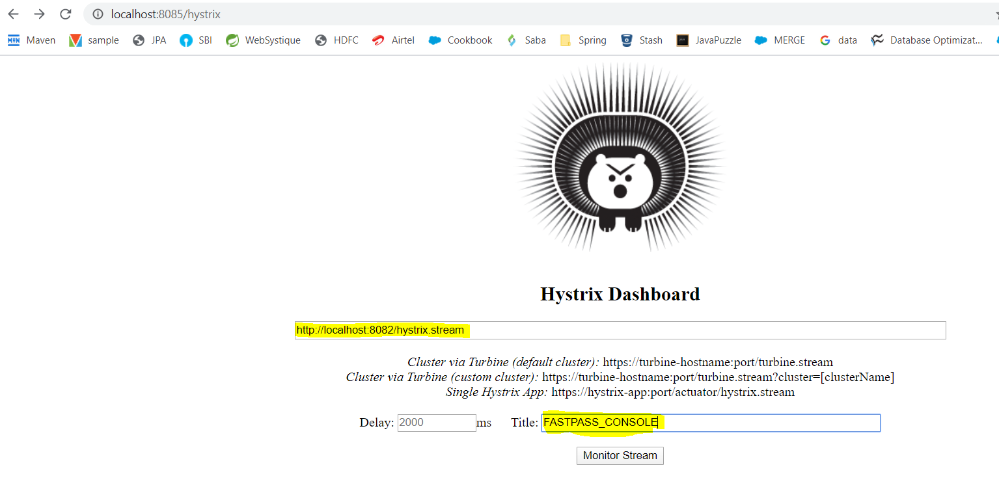 localhost:8085/hystrix
Maven sample JPA SBI WebSystique HDFC Airtel Cookbook Saba Spring Stash JavaPuzzle MERGE data Database Optimizat...
Hystrix Dashboard
http://localhost:8082/hystrix.stream
Cluster via Turbine (default cluster): https://turbine-hostname:port/turbine.stream
Cluster via Turbine (custom cluster): https://turbine-hostname:port/turbine.stream?cluster=[clusterName]
Single Hystrix App: https://hystrix-app:port/actuator/hystrix.stream
Delay: 2000 ms Title: FASTPASS_CONSOLE
Monitor Stream